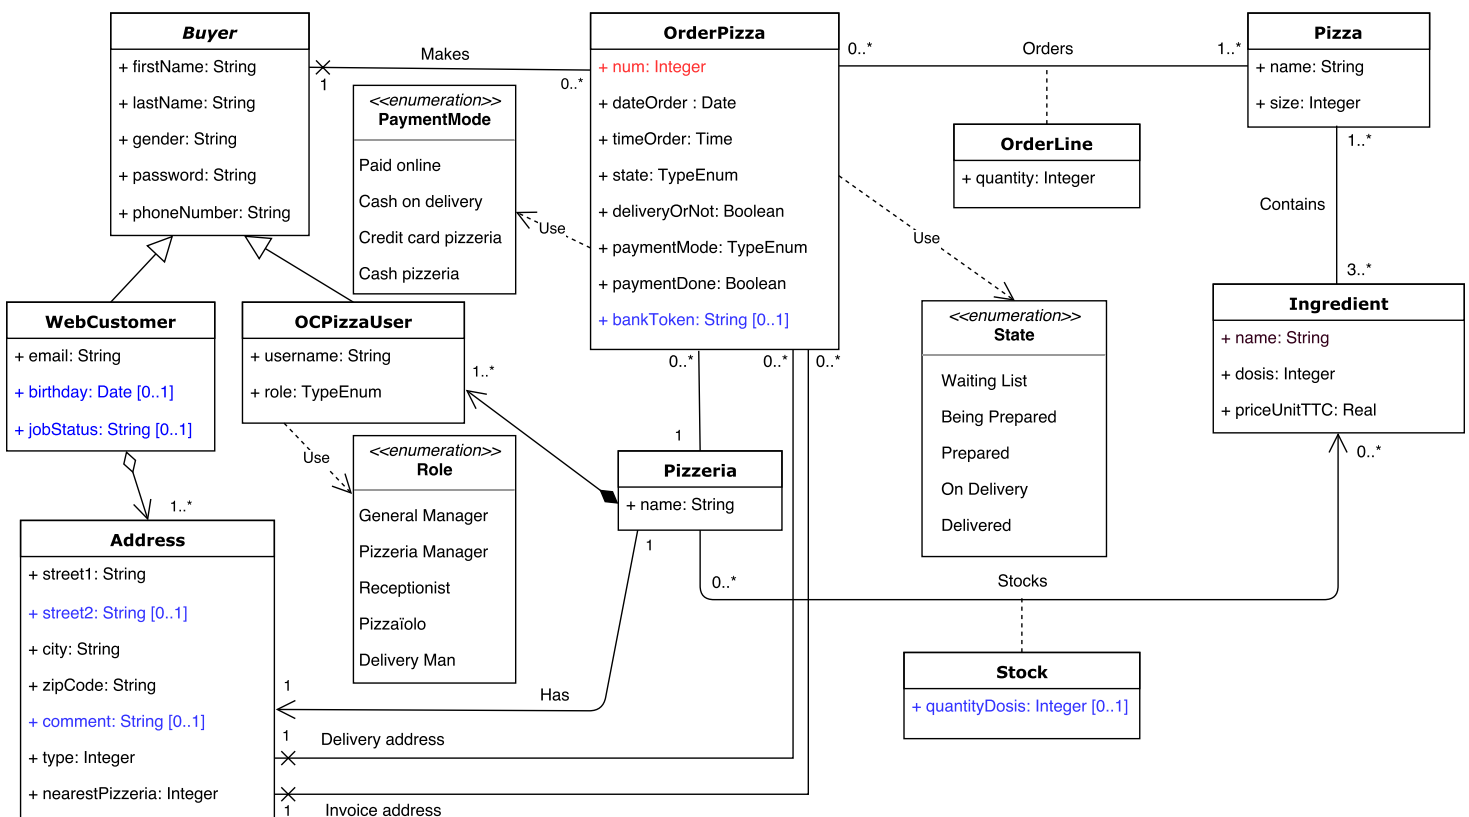 Buyer
+ firstName: String
+ lastName: String
+ gender: String
+ password: String
+ phoneNumber: String
Makes
1
0..*
<<enumeration>>
PaymentMode
Paid online
Cash on delivery
Credit card pizzeria
Cash pizzeria
Use
OrderPizza
+ num: Integer
+ dateOrder : Date
+ timeOrder: Time
+ state: TypeEnum
+ deliveryOrNot: Boolean
+ paymentMode: TypeEnum
+ paymentDone: Boolean
+ bankToken: String [0..1]
0..*
Orders
1..*
OrderLine
+ quantity: Integer
Pizza
+ name: String
+ size: Integer
1..*
Contains
3..*
Use
<<enumeration>>
State
Waiting List
Being Prepared
Prepared
On Delivery
Delivered
Ingredient
+ name: String
+ dosis: Integer
+ priceUnitTTC: Real
0..*
WebCustomer
+ email: String
+ birthday: Date [0..1]
+ jobStatus: String [0..1]
1..*
OCPizzaUser
+ username: String
+ role: TypeEnum
1..*
Use
<<enumeration>>
Role
General Manager
Pizzeria Manager
Receptionist
Pizzaïolo
Delivery Man
0..*
0..*
0..*
1
Pizzeria
+ name: String
1
0..*
Stocks
Stock
+ quantityDosis: Integer [0..1]
Address
+ street1: String
+ street2: String [0..1]
+ city: String
+ zipCode: String
+ comment: String [0..1]
+ type: Integer
+ nearestPizzeria: Integer
1
Has
1
Delivery address
1
Invoice address